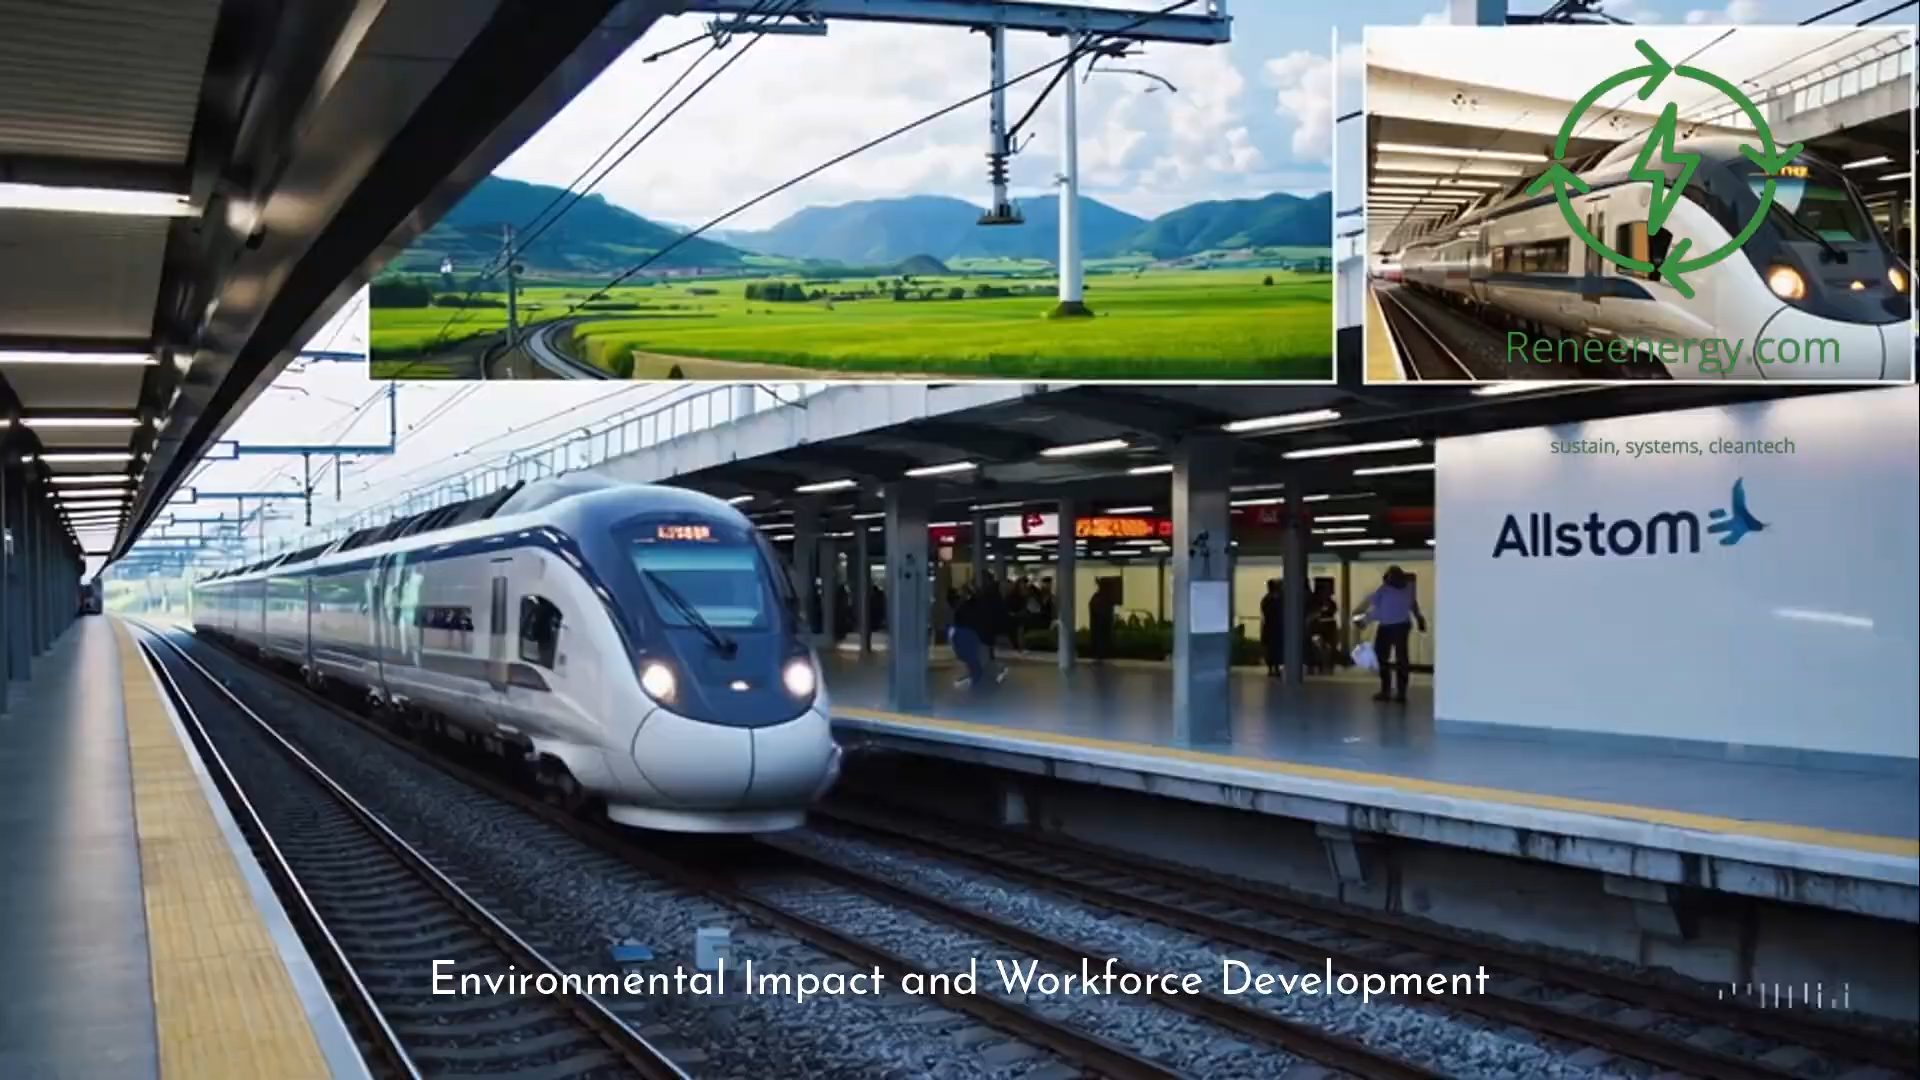 Reneenergy.com
sustain, systems, cleantech
Allstom
Environmental Impact and Workforce Development